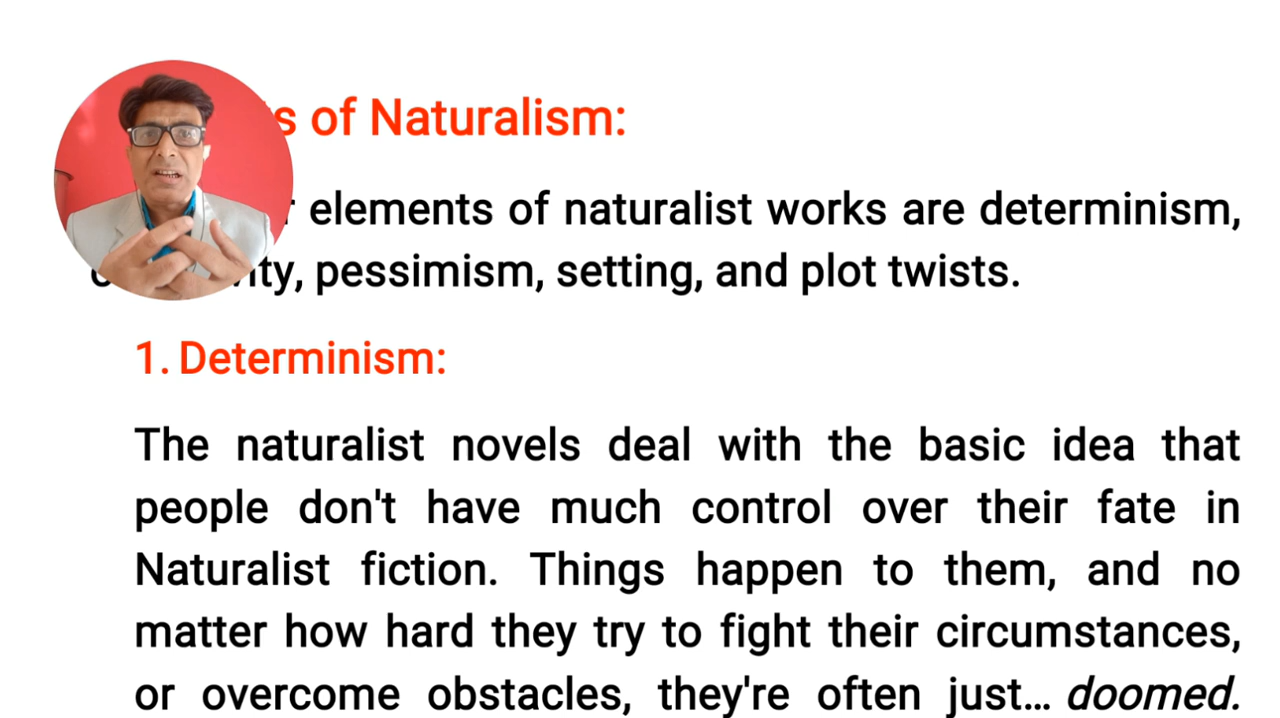 of Naturalism:
elements of naturalist works are determinism,
pessimism, setting, and plot twists.
1. Determinism:
The naturalist novels deal with the basic idea that
people don't have much control over their fate in
Naturalist fiction. Things happen to them, and no
matter how hard they try to fight their circumstances,
or overcome obstacles, they're often just... doomed.